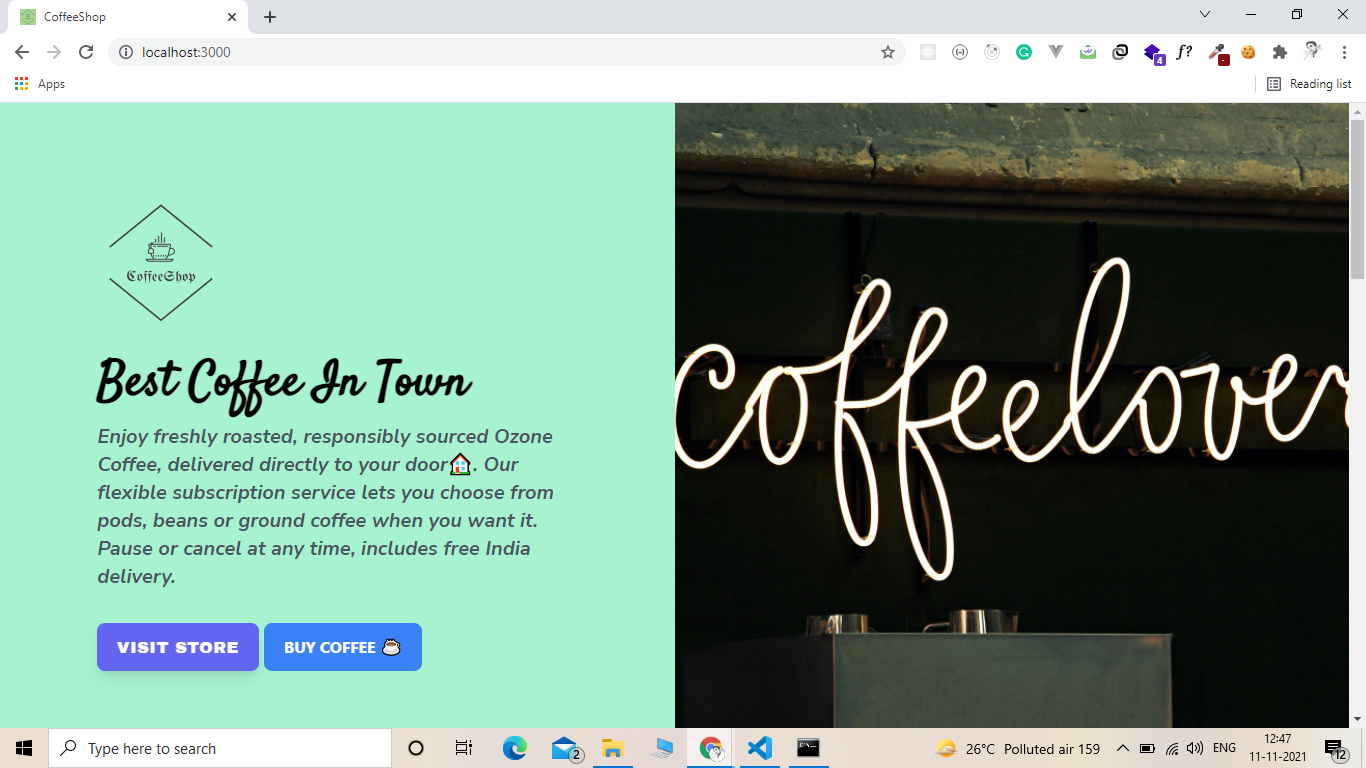 CoffeeShop
localhost:3000
4
f?
-
Apps
Reading list
CoffeeShop
Best Coffee In Town
Enjoy freshly roasted, responsibly sourced Ozone
Coffee, delivered directly to your door🏠. Our
flexible subscription service lets you choose from
pods, beans or ground coffee when you want it.
Pause or cancel at any time, includes free India
delivery.
VISIT STORE
BUY COFFEE ☕
coffeelover
Type here to search
2
26°C Polluted air 159
ENG
12:47
11-11-2021
12